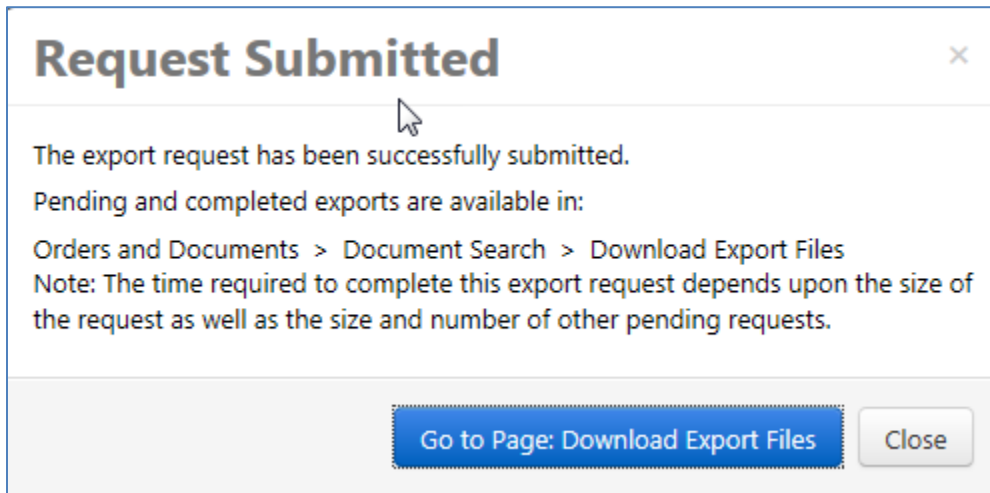 Request Submitted
×
The export request has been successfully submitted.
Pending and completed exports are available in:
Orders and Documents > Document Search > Download Export Files
Note: The time required to complete this export request depends upon the size of
the request as well as the size and number of other pending requests.
Go to Page: Download Export Files
Close